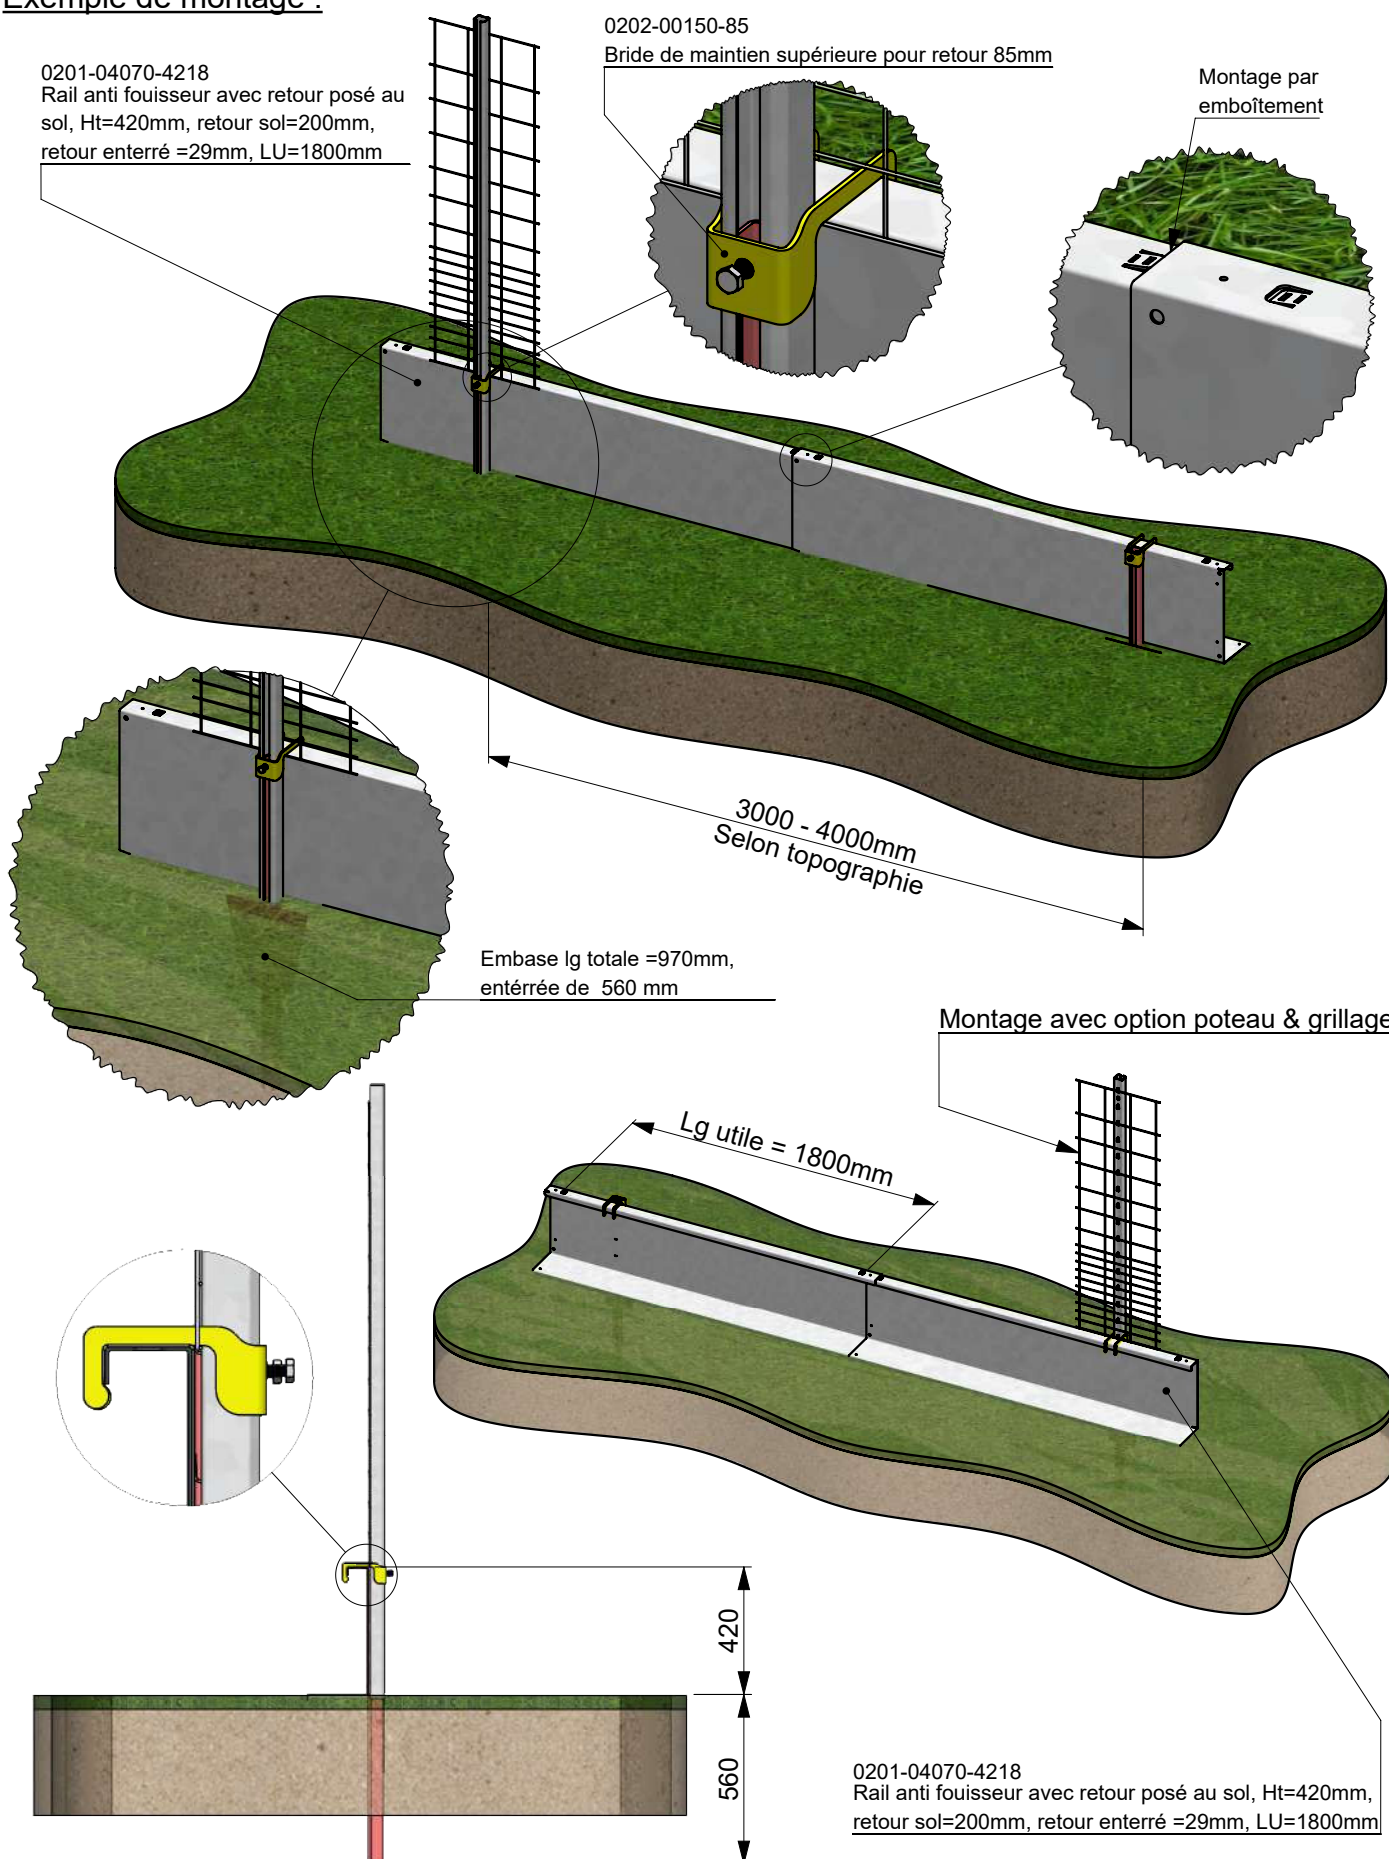 Exemple de montage :
0201-04070-4218
Rail anti fouisseur avec retour posé au
sol, Ht=420mm, retour sol=200mm,
retour enterré =29mm, LU=1800mm
0202-00150-85
Bride de maintien supérieure pour retour 85mm
Montage par
emboîtement
3000 - 4000mm
Selon topographie
Embase lg totale =970mm,
entérrée de 560 mm
Montage avec option poteau & grillage
Lg utile = 1800mm
420
560
0201-04070-4218
Rail anti fouisseur avec retour posé au sol, Ht=420mm,
retour sol=200mm, retour enterré =29mm, LU=1800mm